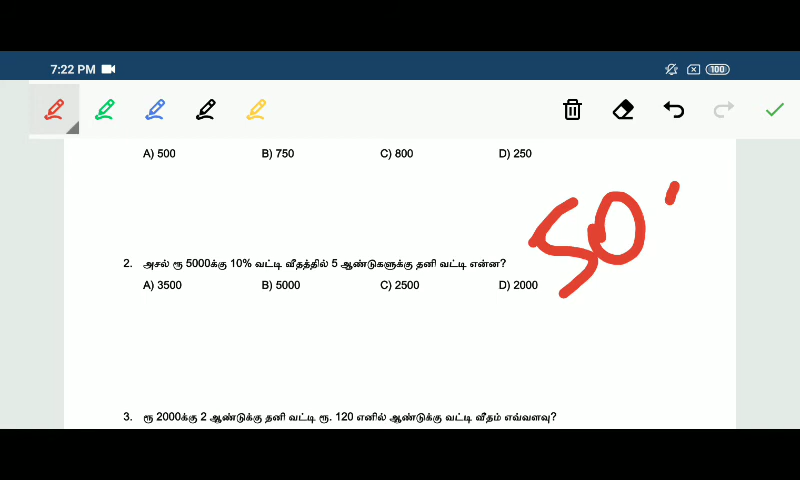 7:22 PM 100
A) 500 B) 750 C) 800 D) 250
50
2. அசல் ரூ 5000க்கு 10% வட்டி வீதத்தில் 5 ஆண்டுகளுக்கு தனி வட்டி என்ன?
A) 3500 B) 5000 C) 2500 D) 2000
3. ரூ 2000க்கு 2 ஆண்டுக்கு தனி வட்டி ரூ. 120 எனில் ஆண்டுக்கு வட்டி வீதம் எவ்வளவு?